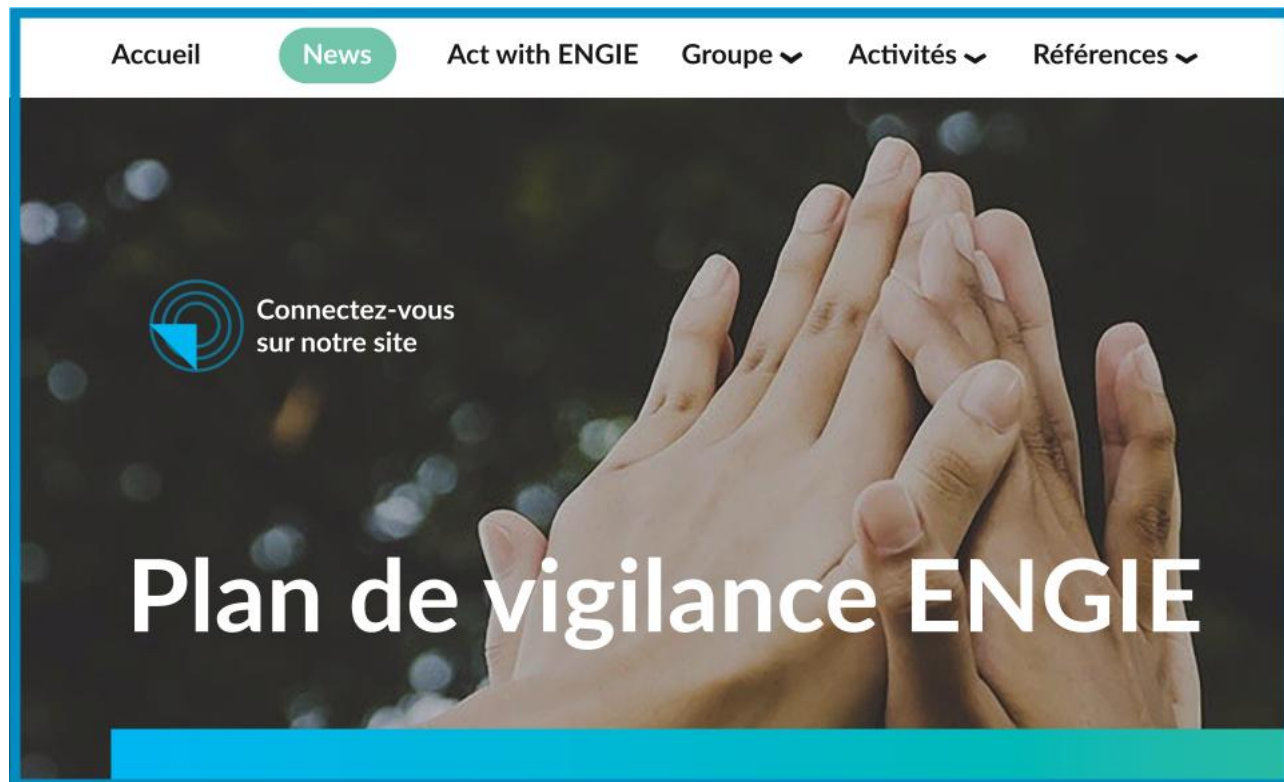 Accueil News Act with ENGIE Groupe Activités Références
Connectez-vous
sur notre site
Plan de vigilance ENGIE